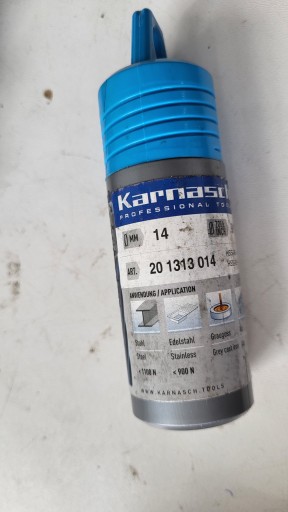 Karnasch
PROFESSIONAL TOOLS
Ø MM 14
ART. 20 1313 014
ANWENDUNG / APPLICATION
Stahl Edelstahl Grauguss
Steel Stainless Grey cast iron
<1100 N < 900 N
WWW.KARNASCH.TOOLS